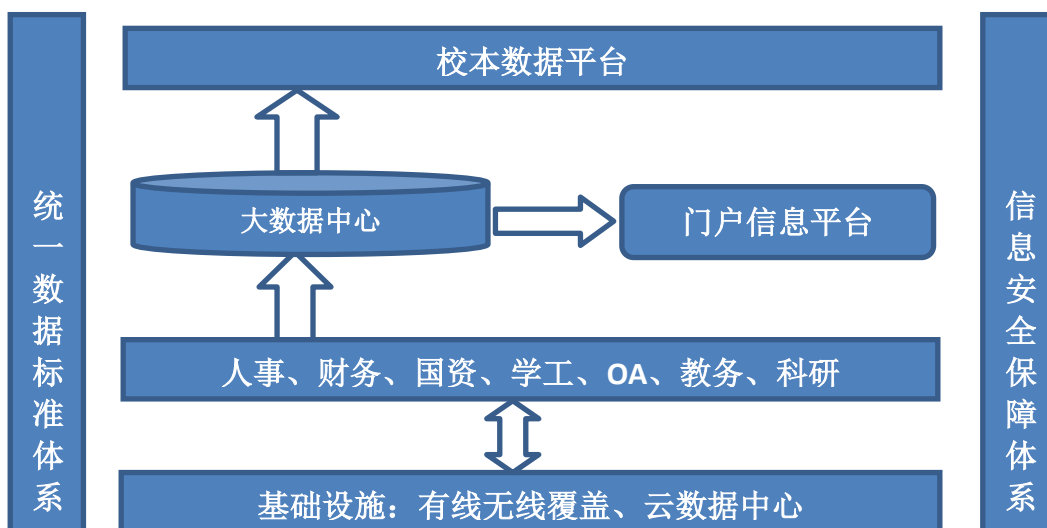 统一数据标准体系
校本数据平台
大数据中心
门户信息平台
人事、财务、国资、学工、OA、教务、科研
基础设施：有线无线覆盖、云数据中心
信息安全保障体系